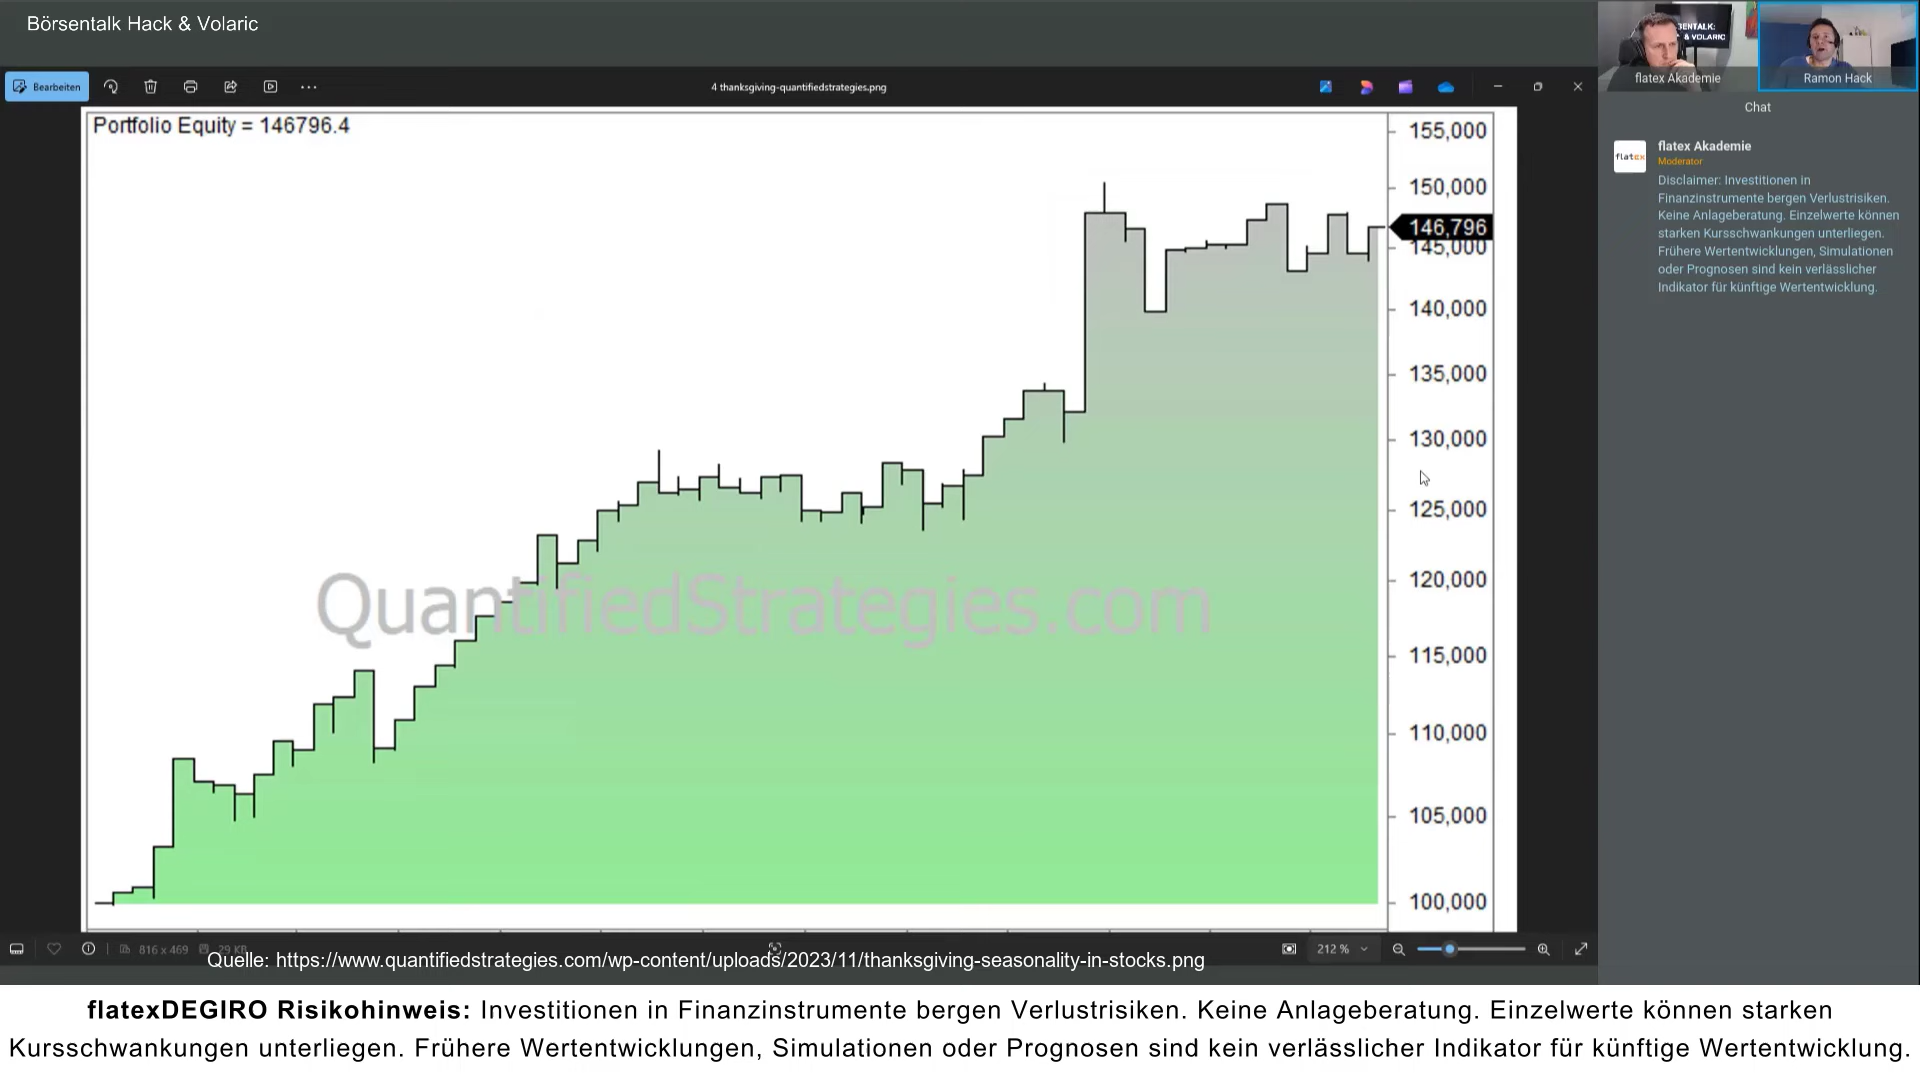 Börsentalk Hack & Volaric
BENTALK:
& VOLARIC
flatex Akademie
Ramon Hack
Bearbeiten
4 thanksgiving-quantifiedstrategies.png
Chat
flatex
flatex Akademie
Moderator
Disclaimer: Investitionen in
Finanzinstrumente bergen Verlustrisiken.
Keine Anlageberatung. Einzelwerte können
starken Kursschwankungen unterliegen.
Frühere Wertentwicklungen, Simulationen
oder Prognosen sind kein verlässlicher
Indikator für künftige Wertentwicklung.
Portfolio Equity = 146796.4
155,000
150,000
146,796
145,000
140,000
135,000
130,000
125,000
120,000
115,000
110,000
105,000
100,000
QuantifiedStrategies.com
816 x 469
29 KB
212 %
Quelle: https://www.quantifiedstrategies.com/wp-content/uploads/2023/11/thanksgiving-seasonality-in-stocks.png
flatexDEGIRO Risikohinweis: Investitionen in Finanzinstrumente bergen Verlustrisiken. Keine Anlageberatung. Einzelwerte können starken
Kursschwankungen unterliegen. Frühere Wertentwicklungen, Simulationen oder Prognosen sind kein verlässlicher Indikator für künftige Wertentwicklung.